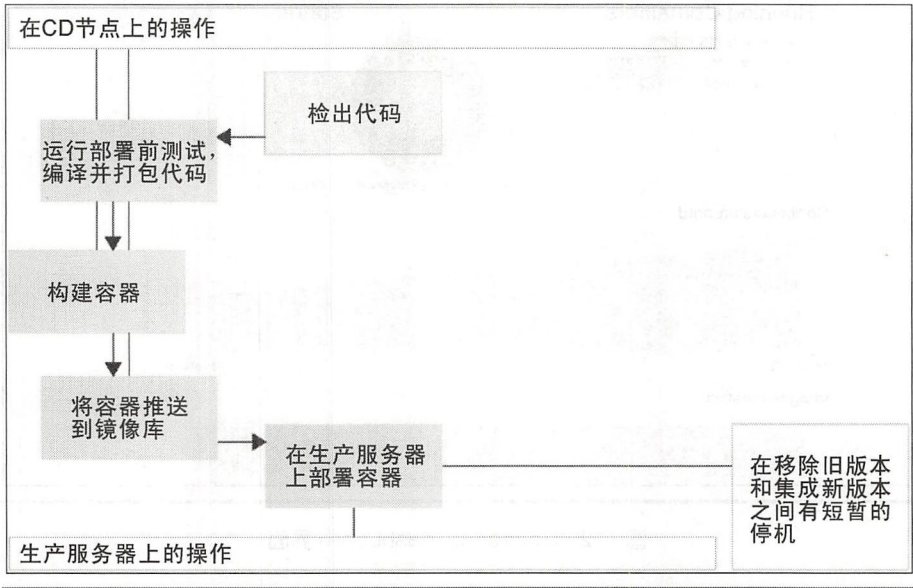 在CD节点上的操作
检出代码
运行部署前测试，
编译并打包代码
构建容器
将容器推送
到镜像库
在生产服务器
上部署容器
在移除旧版本
和集成新版本
之间有短暂的
停机
生产服务器上的操作